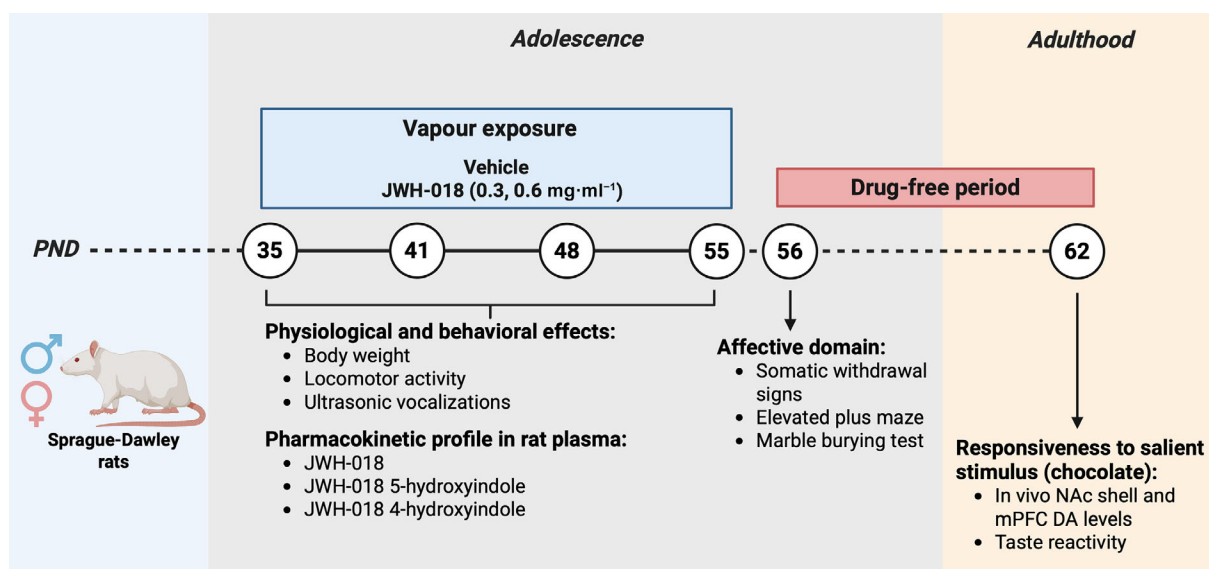 Adolescence
Adulthood
Vapour exposure
Vehicle
JWH-018 (0.3, 0.6 mg·ml⁻¹)
Drug-free period
PND
35
41
48
55
56
62
Physiological and behavioral effects:
• Body weight
• Locomotor activity
• Ultrasonic vocalizations
Pharmacokinetic profile in rat plasma:
• JWH-018
• JWH-018 5-hydroxyindole
• JWH-018 4-hydroxyindole
Affective domain:
• Somatic withdrawal
signs
• Elevated plus maze
• Marble burying test
Responsiveness to salient
stimulus (chocolate):
• In vivo NAc shell and
mPFC DA levels
• Taste reactivity
Sprague-Dawley
rats